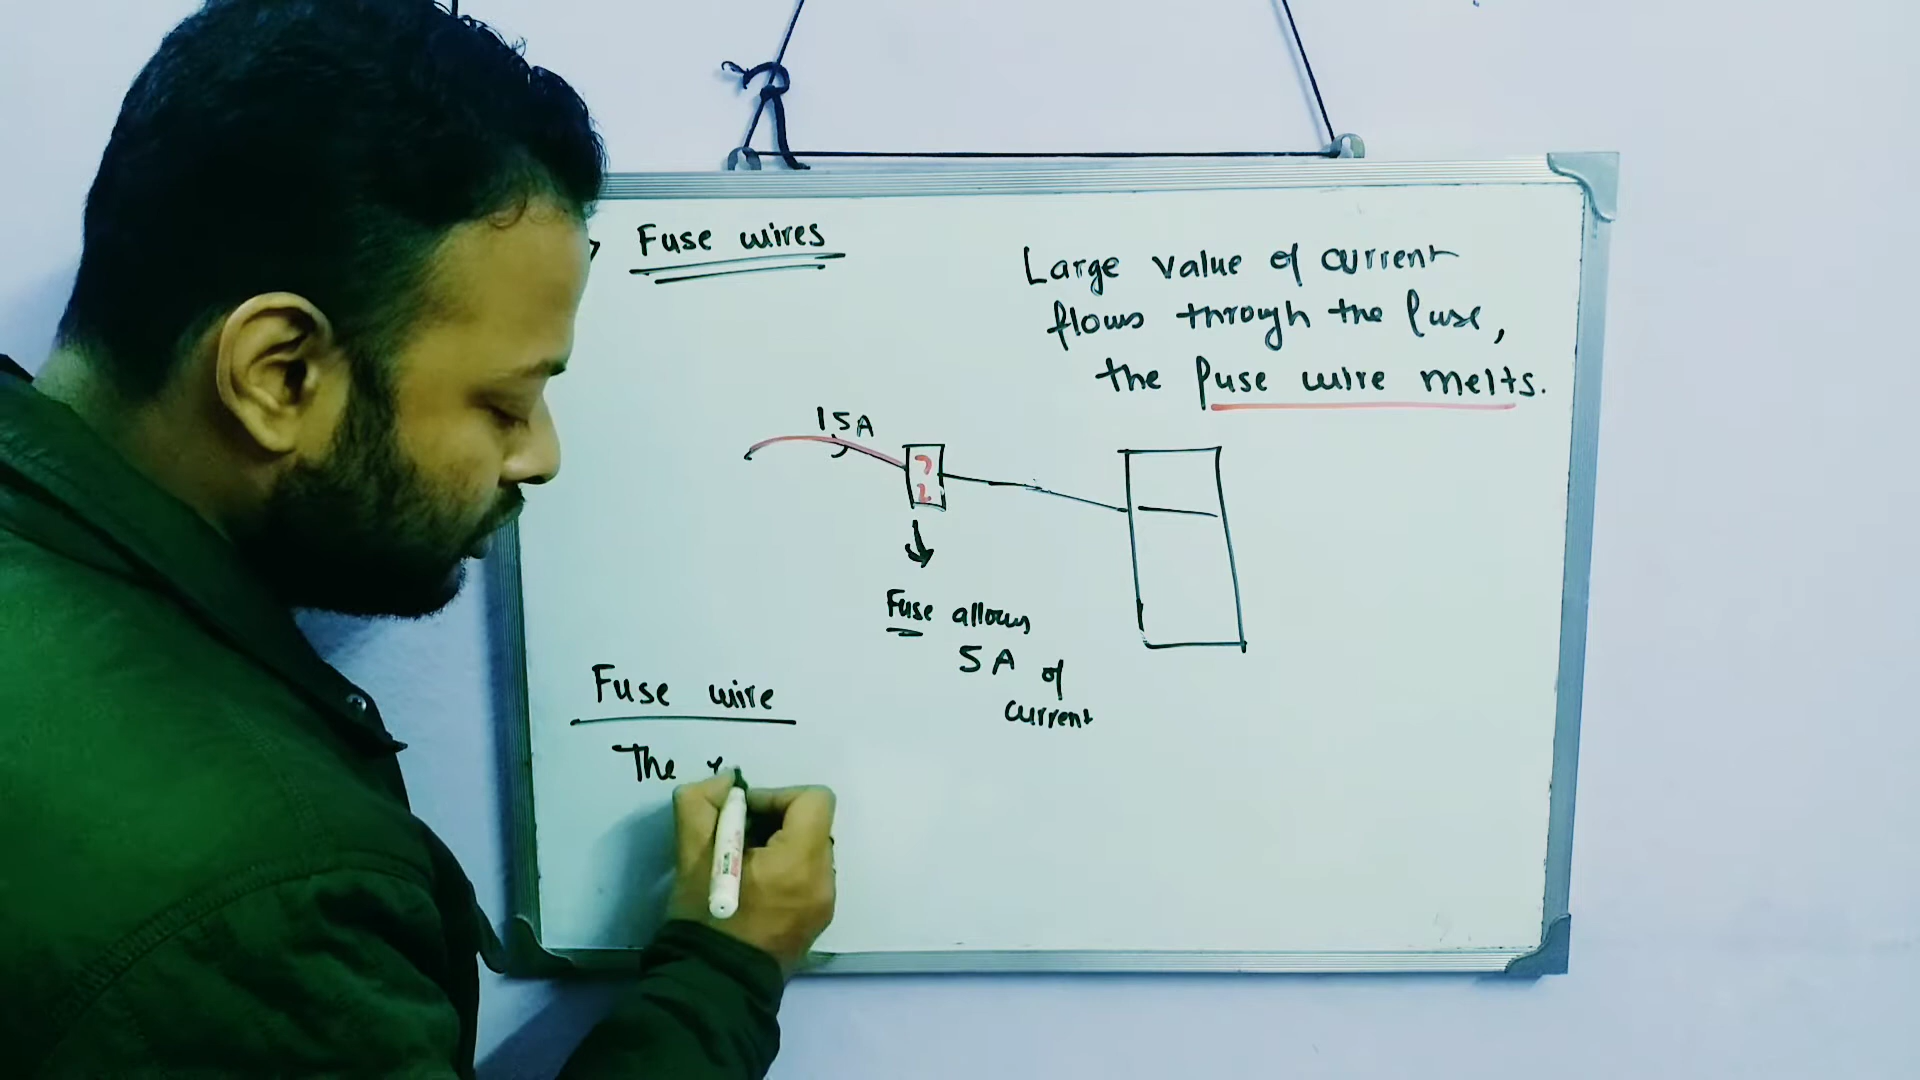 Fuse wires
Large value of current
flows through the fuse,
the fuse wire melts.
15A
Fuse allows
5A of
current
Fuse wire
The